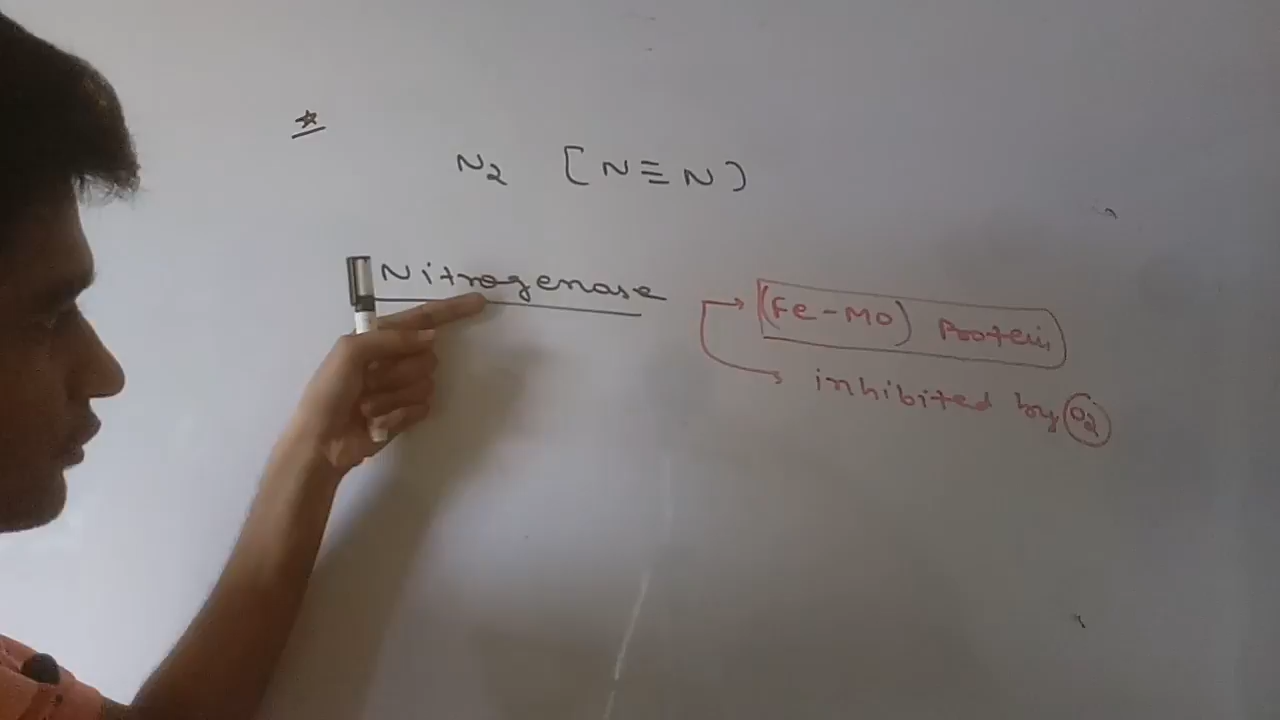 N2 [N≡N)
Nitrogenase
(Fe-Mo) Protein
inhibited by O2